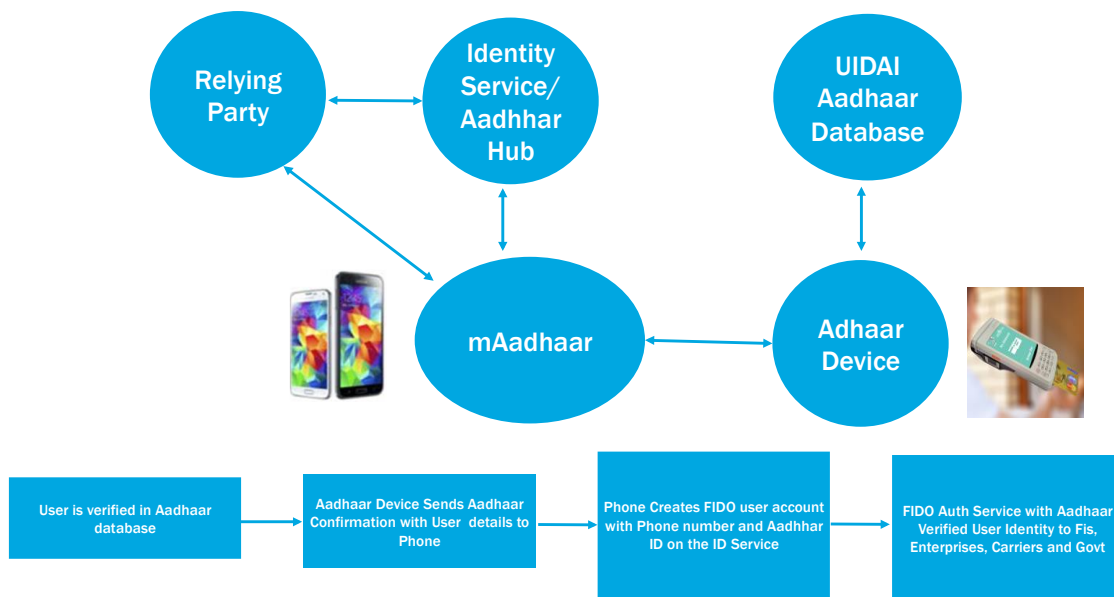 Relying
Party
Identity
Service/
Aadhhar
Hub
UIDAI
Aadhaar
Database
mAadhaar
Adhaar
Device
User is verified in Aadhaar
database
Aadhaar Device Sends Aadhaar
Confirmation with User details to
Phone
Phone Creates FIDO user account
with Phone number and Aadhhar
ID on the ID Service
FIDO Auth Service with Aadhaar
Verified User Identity to Fis,
Enterprises, Carriers and Govt